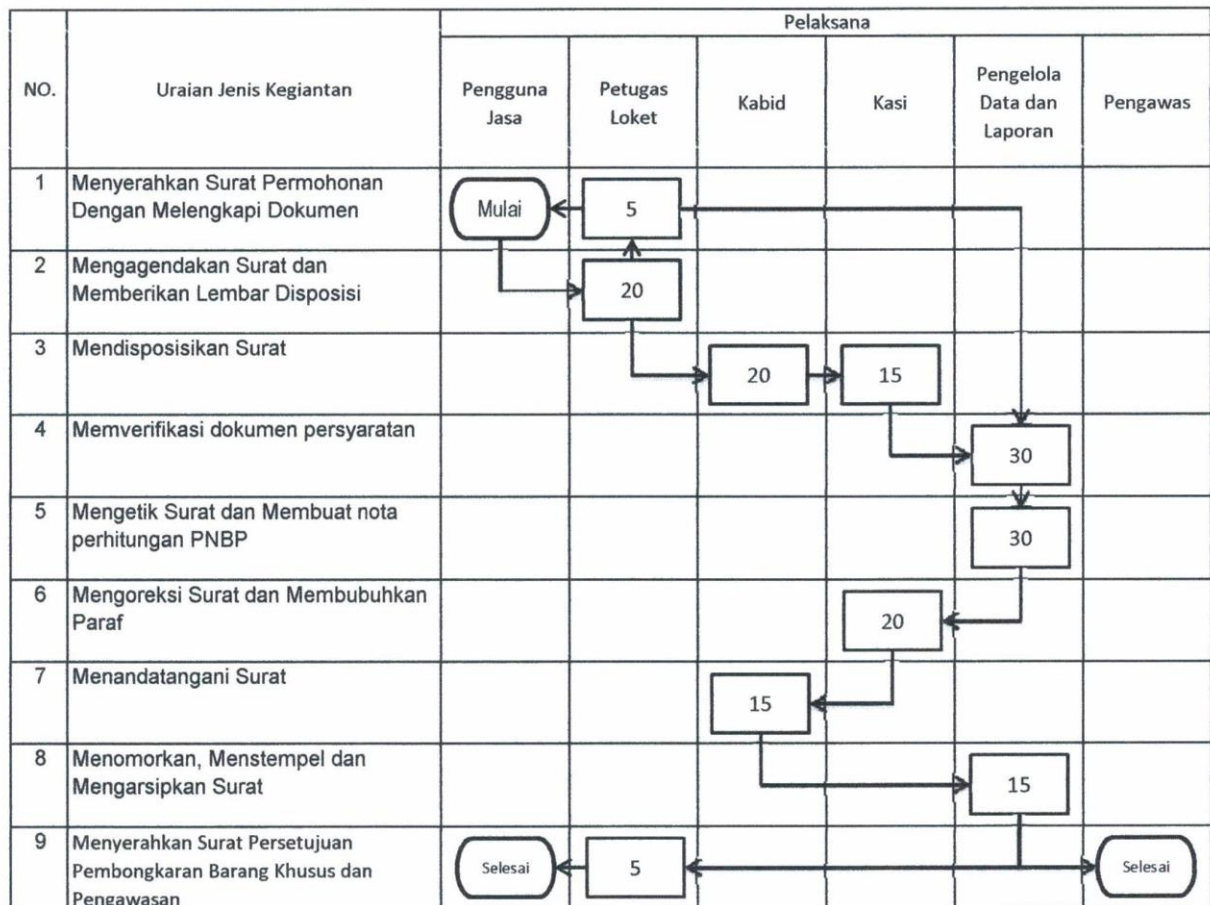 Pelaksana
NO.
Uraian Jenis Kegiantan
Pengguna
Jasa
Petugas
Loket
Kabid
Kasi
Pengelola
Data dan
Laporan
Pengawas
1
Menyerahkan Surat Permohonan
Dengan Melengkapi Dokumen
Mulai
5
2
Mengagendakan Surat dan
Memberikan Lembar Disposisi
20
3
Mendisposisikan Surat
20
15
4
Memverifikasi dokumen persyaratan
30
5
Mengetik Surat dan Membuat nota
perhitungan PNBP
30
6
Mengoreksi Surat dan Membubuhkan
Paraf
20
7
Menandatangani Surat
15
8
Menomorkan, Menstempel dan
Mengarsipkan Surat
15
9
Menyerahkan Surat Persetujuan
Pembongkaran Barang Khusus dan
Pengawasan
Selesai
5
Selesai